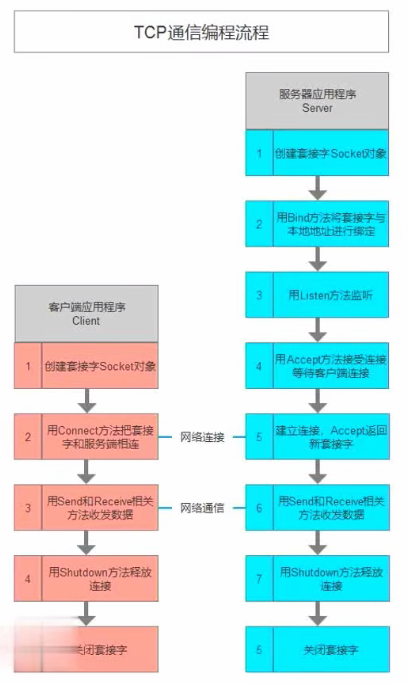 TCP通信编程流程
服务器应用程序
Server
1 创建套接字Socket对象
2 用Bind方法将套接字与
本地地址进行绑定
3 用Listen方法监听
4 用Accept方法接受连接
等待客户端连接
5 建立连接、Accept返回
新套接字
6 用Send和Receive相关
方法收发数据
7 用Shutdown方法释放
连接
6 关闭套接字
客户端应用程序
Client
1 创建套接字Socket对象
2 用Connect方法把套接
字和服务端相连
3 用Send和Receive相关
方法收发数据
4 用Shutdown方法释放
连接
关闭套接字
网络连接
网络通信